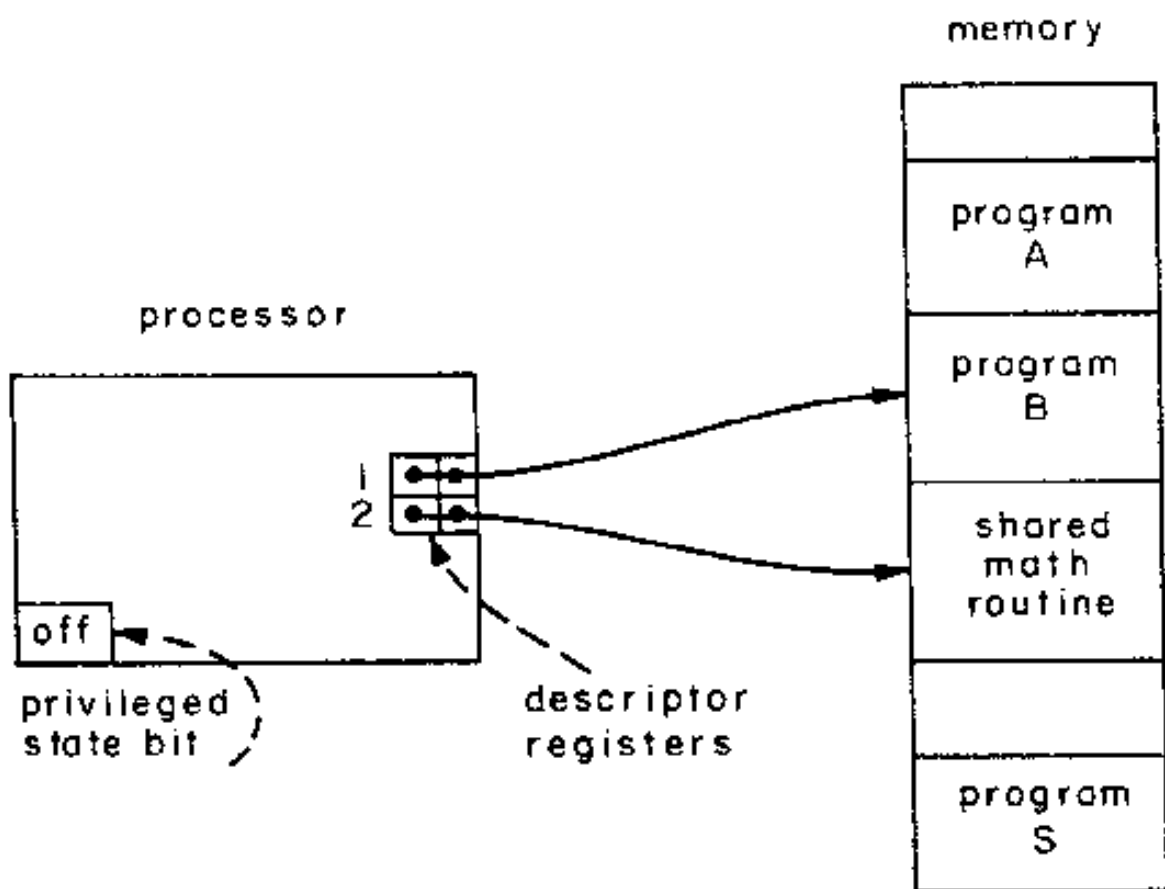 memory
program
A
processor
program
B
1
2
shared
math
routine
off
privileged
state bit
descriptor
registers
program
S